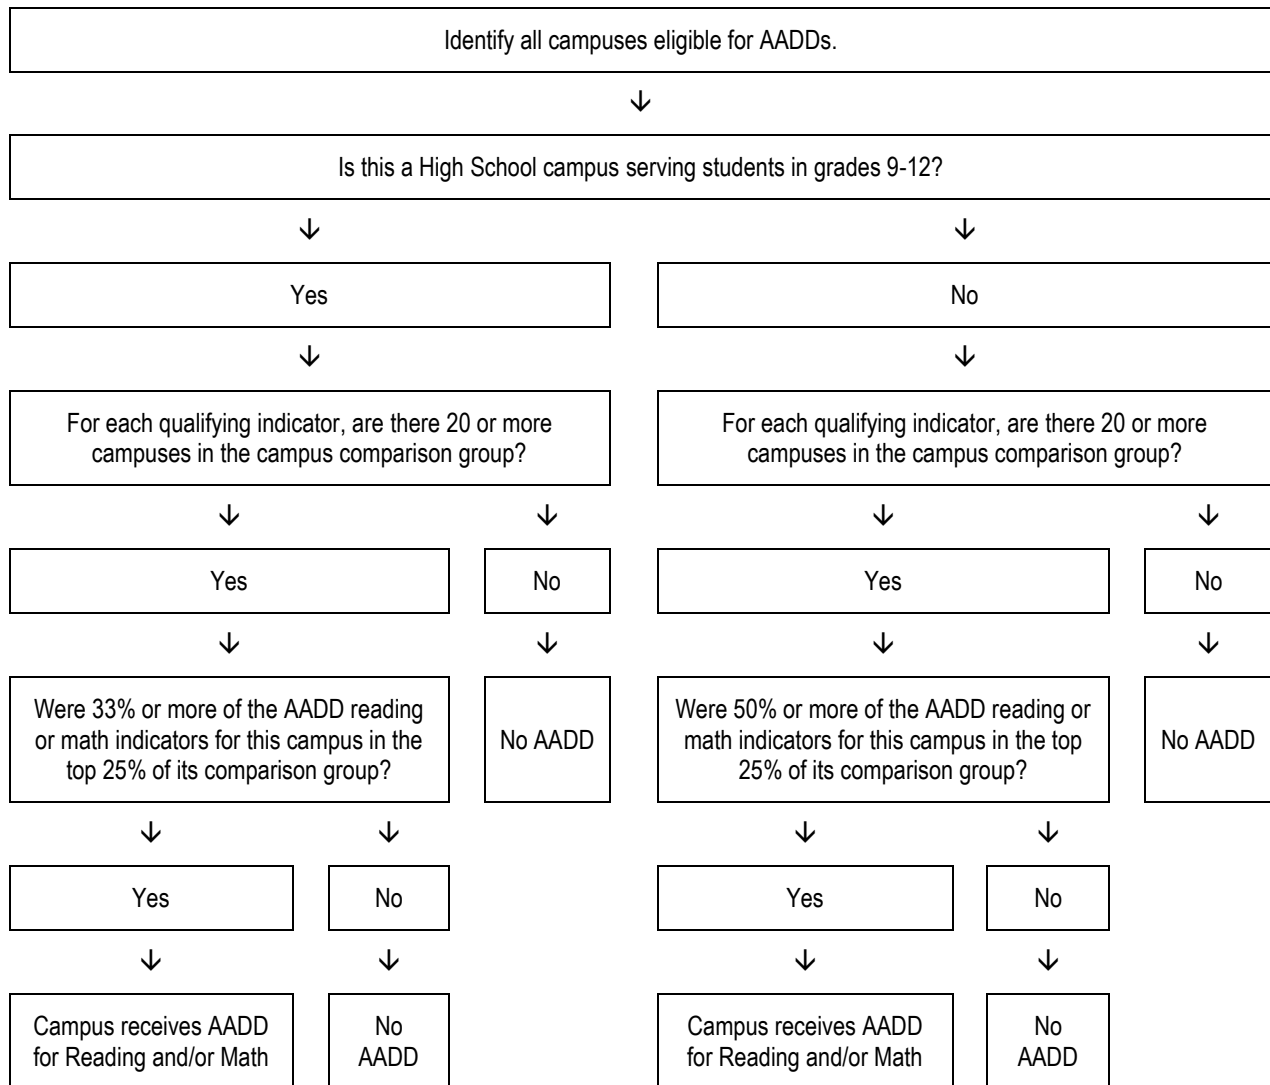 Identify all campuses eligible for AADDs.
Is this a High School campus serving students in grades 9-12?
Yes
No
For each qualifying indicator, are there 20 or more
campuses in the campus comparison group?
For each qualifying indicator, are there 20 or more
campuses in the campus comparison group?
Yes
No
Yes
No
Were 33% or more of the AADD reading
or math indicators for this campus in the
top 25% of its comparison group?
No AADD
Were 50% or more of the AADD reading or
math indicators for this campus in the top
25% of its comparison group?
No AADD
Yes
No
Yes
No
Campus receives AADD
for Reading and/or Math
No
AADD
Campus receives AADD
for Reading and/or Math
No
AADD